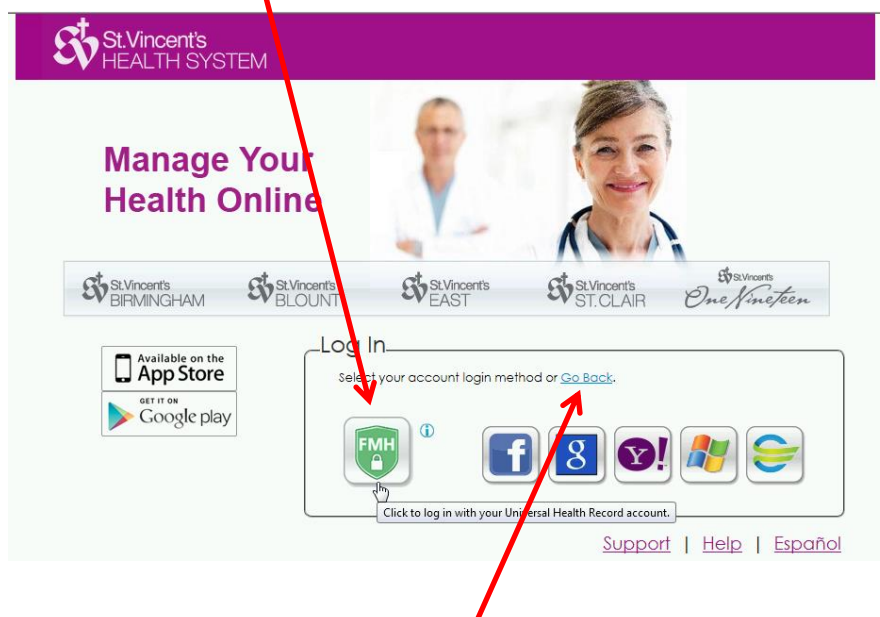 St.Vincent's
HEALTH SYSTEM
Manage Your
Health Online
St.Vincent's
BIRMINGHAM
St.Vincent's
BLOUNT
St.Vincent's
EAST
St.Vincent's
ST.CLAIR
St.Vincent's
One Nineteen
Available on the
App Store
GET IT ON
Google play
Log In
Select your account login method or Go Back.
FMH
i
f
g
Y!
Click to log in with your Universal Health Record account.
Support | Help | Español